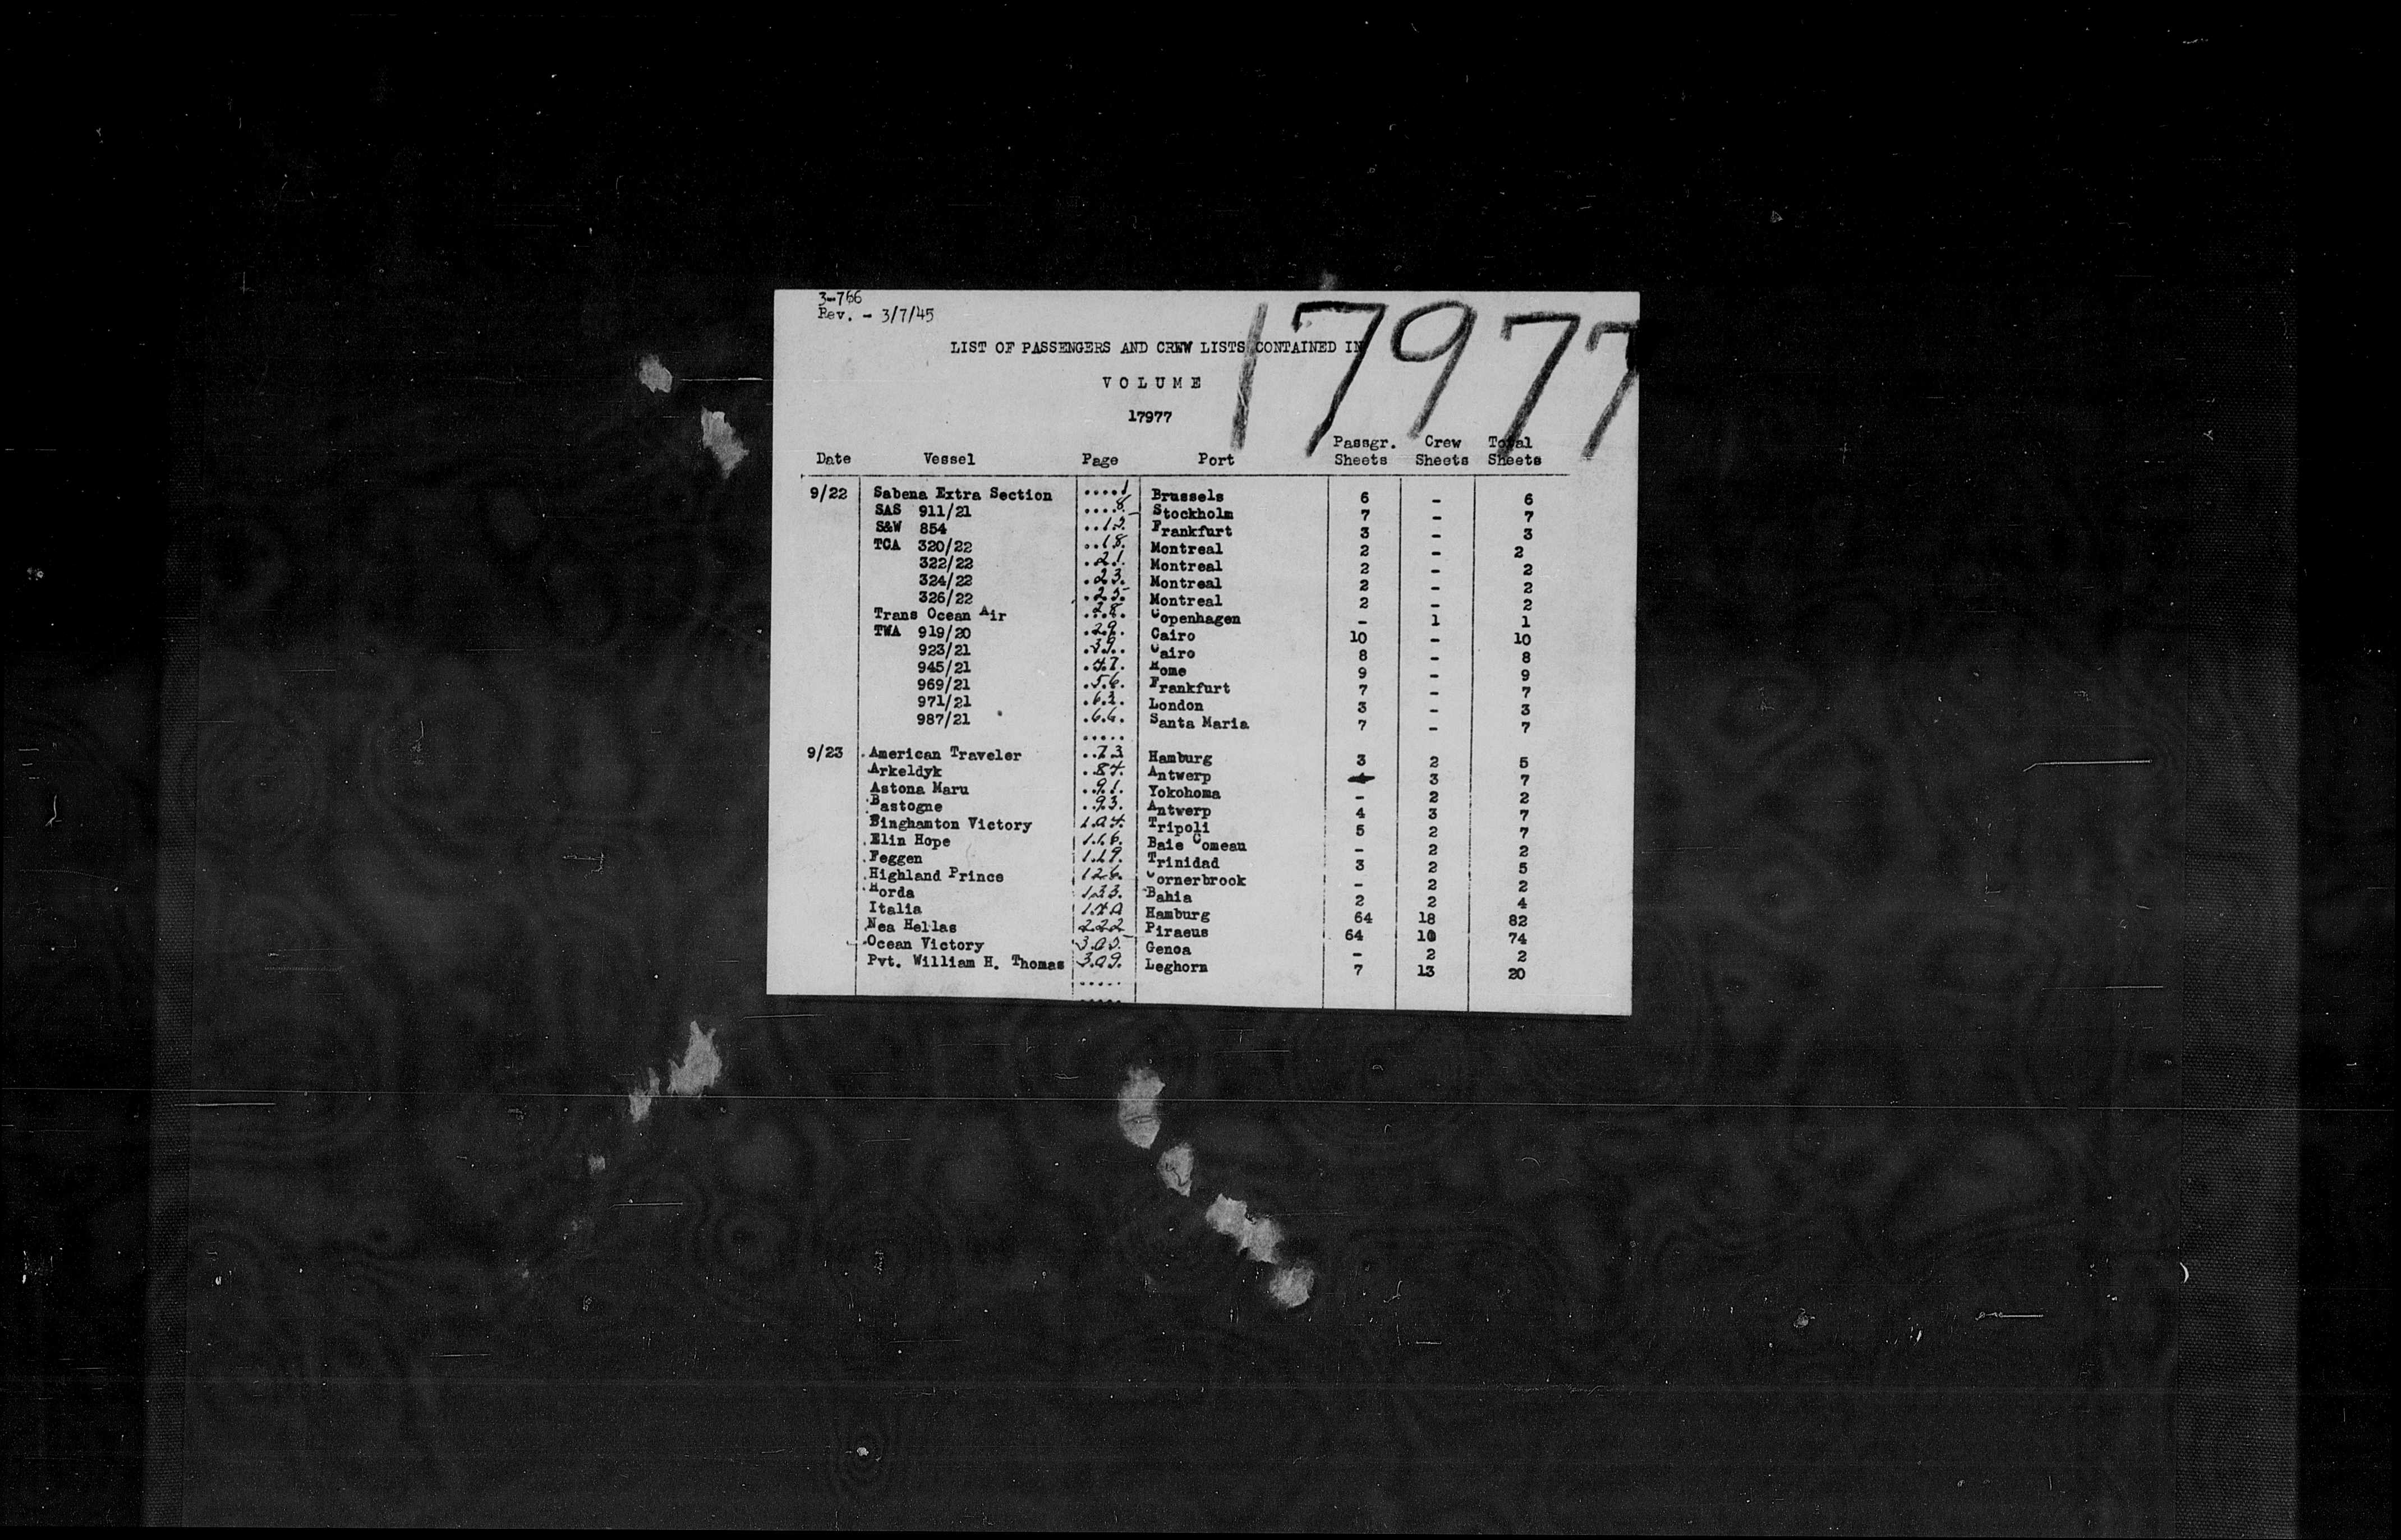 3-766
Rev. - 3/7/45
17977
LIST OF PASSENGERS AND CREW LISTS CONTAINED IN
VOLUME
17977
Date Vessel Page Port Passgr. Sheets Crew Sheets Total Sheets
9/22 Sabena Extra Section 1 Brussels 6 - 6
SAS 911/21 8 Stockholm 7 - 7
S&W 854 Frankfurt 3 - 3
TCA 320/22 18 Montreal 2 - 2
322/22 21 Montreal 2 - 2
324/22 23 Montreal 2 - 2
326/22 25 Montreal 2 - 2
Trans Ocean Air 28 Copenhagen - 1 1
TWA 919/20 29 Cairo 10 - 10
923/21 39 Cairo 8 - 8
945/21 47 Rome 9 - 9
969/21 56 Frankfurt 7 - 7
971/21 63 London 3 - 3
987/21 66 Santa Maria 7 - 7
9/23 American Traveler 73 Hamburg 3 2 5
Arkeldyk 84 Antwerp 4 3 7
Astona Maru 91 Yokohoma - 2 2
Bastogne 93 Antwerp 4 3 7
Binghamton Victory 104 Tripoli 5 2 7
Elin Hope 116 Baie Comeau - 2 2
Feggen 119 Trinidad 3 2 5
Highland Prince 126 Cornerbrook - 2 2
Horda 133 Bahia 2 2 4
Italia 140 Hamburg 64 18 82
Nea Hellas 222 Piraeus 64 10 74
Ocean Victory 305 Genoa - 2 2
Pvt. William H. Thomas 309 Leghorn 7 13 20